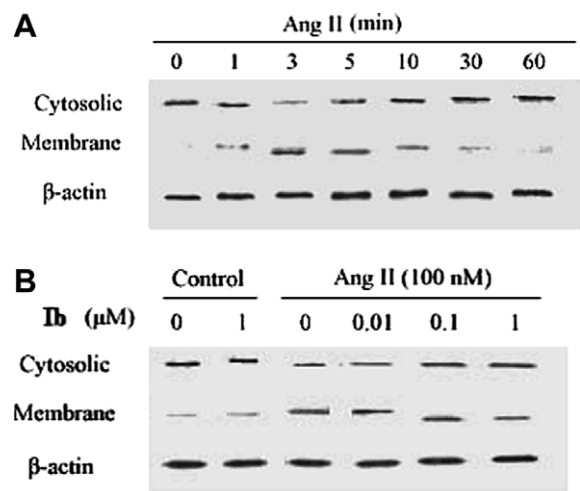 A
Ang II (min)
0 1 3 5 10 30 60
Cytosolic
Membrane
β-actin
B
Control Ang II (100 nM)
Ib (μM) 0 1 0 0.01 0.1 1
Cytosolic
Membrane
β-actin